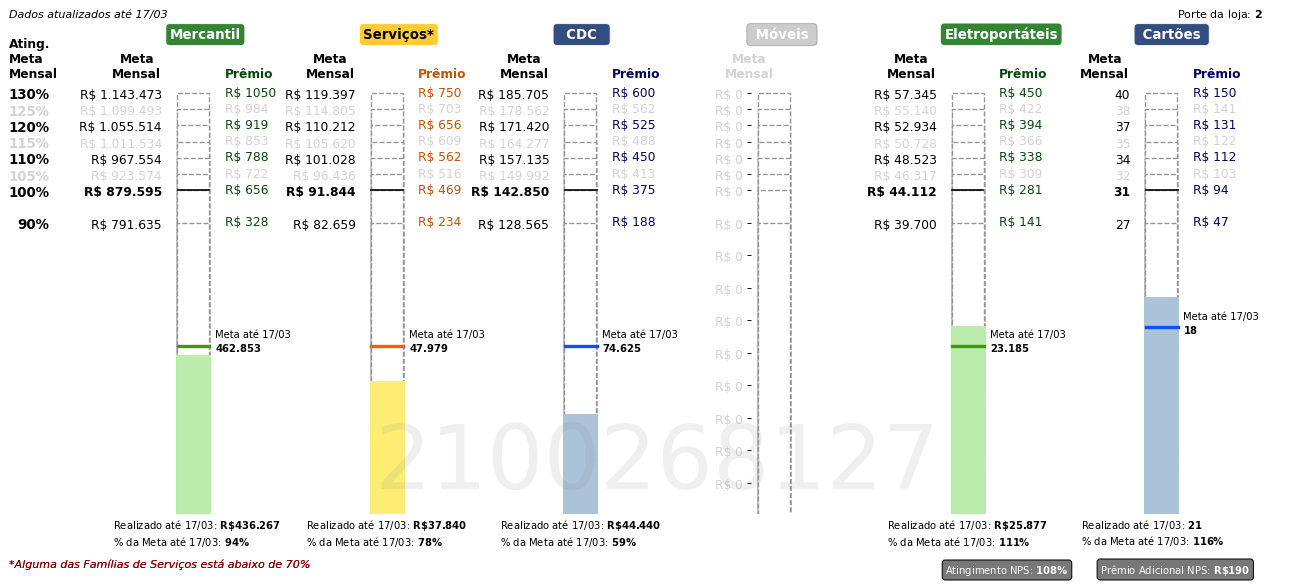 Dados atualizados até 17/03
Porte da loja: 2
Mercantil Serviços* CDC Móveis Eletroportáteis Cartões
Ating.
Meta Meta Meta Meta Meta Meta Meta
Mensal Mensal Prêmio Mensal Prêmio Mensal Prêmio Mensal Mensal Prêmio Mensal Prêmio
130% R$ 1.143.473 R$ 1050 R$ 119.397 R$ 750 R$ 185.705 R$ 600 R$ 0 R$ 57.345 R$ 450 40 R$ 150
125% R$ 1.099.493 R$ 984 R$ 114.805 R$ 703 R$ 178.562 R$ 562 R$ 0 R$ 55.140 R$ 422 38 R$ 141
120% R$ 1.055.514 R$ 919 R$ 110.212 R$ 656 R$ 171.420 R$ 525 R$ 0 R$ 52.934 R$ 394 37 R$ 131
115% R$ 1.011.534 R$ 853 R$ 105.620 R$ 609 R$ 164.277 R$ 488 R$ 0 R$ 50.728 R$ 366 35 R$ 122
110% R$ 967.554 R$ 788 R$ 101.028 R$ 562 R$ 157.135 R$ 450 R$ 0 R$ 48.523 R$ 338 34 R$ 112
105% R$ 923.574 R$ 722 R$ 96.436 R$ 516 R$ 149.992 R$ 413 R$ 0 R$ 46.317 R$ 309 32 R$ 103
100% R$ 879.595 R$ 656 R$ 91.844 R$ 469 R$ 142.850 R$ 375 R$ 0 R$ 44.112 R$ 281 31 R$ 94
90% R$ 791.635 R$ 328 R$ 82.659 R$ 234 R$ 128.565 R$ 188 R$ 0 R$ 39.700 R$ 141 27 R$ 47
R$ 0
R$ 0
R$ 0
Meta até 17/03 Meta até 17/03 Meta até 17/03 Meta até 17/03 Meta até 17/03
462.853 47.979 74.625 R$ 0 23.185 18
R$ 0
R$ 0
R$ 0
R$ 0
2100268127
Realizado até 17/03: R$436.267 Realizado até 17/03: R$37.840 Realizado até 17/03: R$44.440 Realizado até 17/03: R$25.877 Realizado até 17/03: 21
% da Meta até 17/03: 94% % da Meta até 17/03: 78% % da Meta até 17/03: 59% % da Meta até 17/03: 111% % da Meta até 17/03: 116%
*Alguma das Famílias de Serviços está abaixo de 70%
Atingimento NPS: 108% Prêmio Adicional NPS: R$190